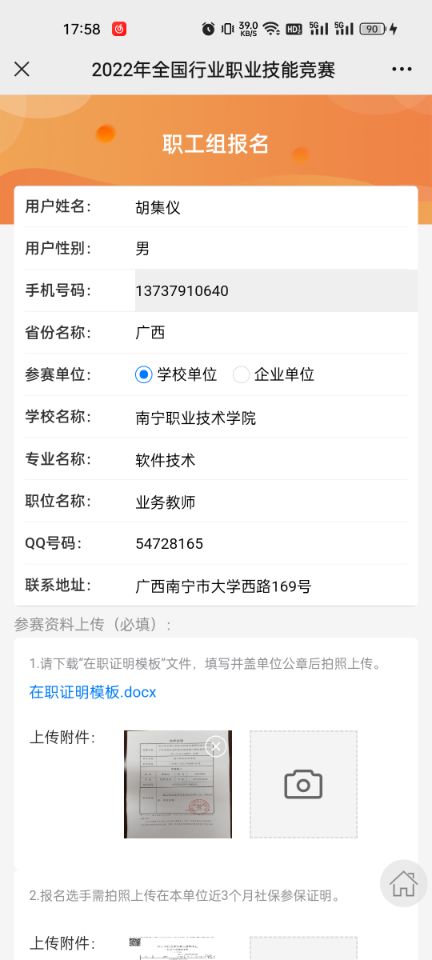 17:58
39.0 KB/S HD 5G 5G 90
2022年全国行业职业技能竞赛
职工组报名
用户姓名： 胡集仪
用户性别： 男
手机号码： 13737910640
省份名称： 广西
参赛单位： 学校单位 企业单位
学校名称： 南宁职业技术学院
专业名称： 软件技术
职位名称： 业务教师
QQ号码： 54728165
联系地址： 广西南宁市大学西路169号
参赛资料上传（必填）：
1.请下载“在职证明模板”文件，填写并盖单位公章后拍照上传。
在职证明模板.docx
上传附件：
2.报名选手需拍照上传在本单位近3个月社保参保证明。
上传附件：